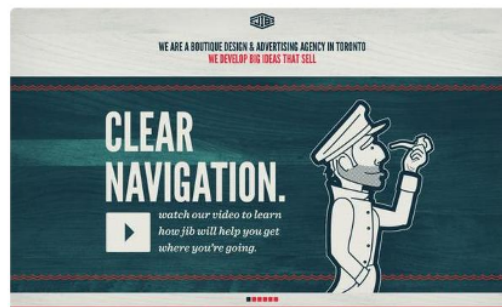 JIB
WE ARE A BOUTIQUE DESIGN & ADVERTISING AGENCY IN TORONTO
WE DEVELOP BIG IDEAS THAT SELL
CLEAR
NAVIGATION.
watch our video to learn
how jib will help you get
where you're going.